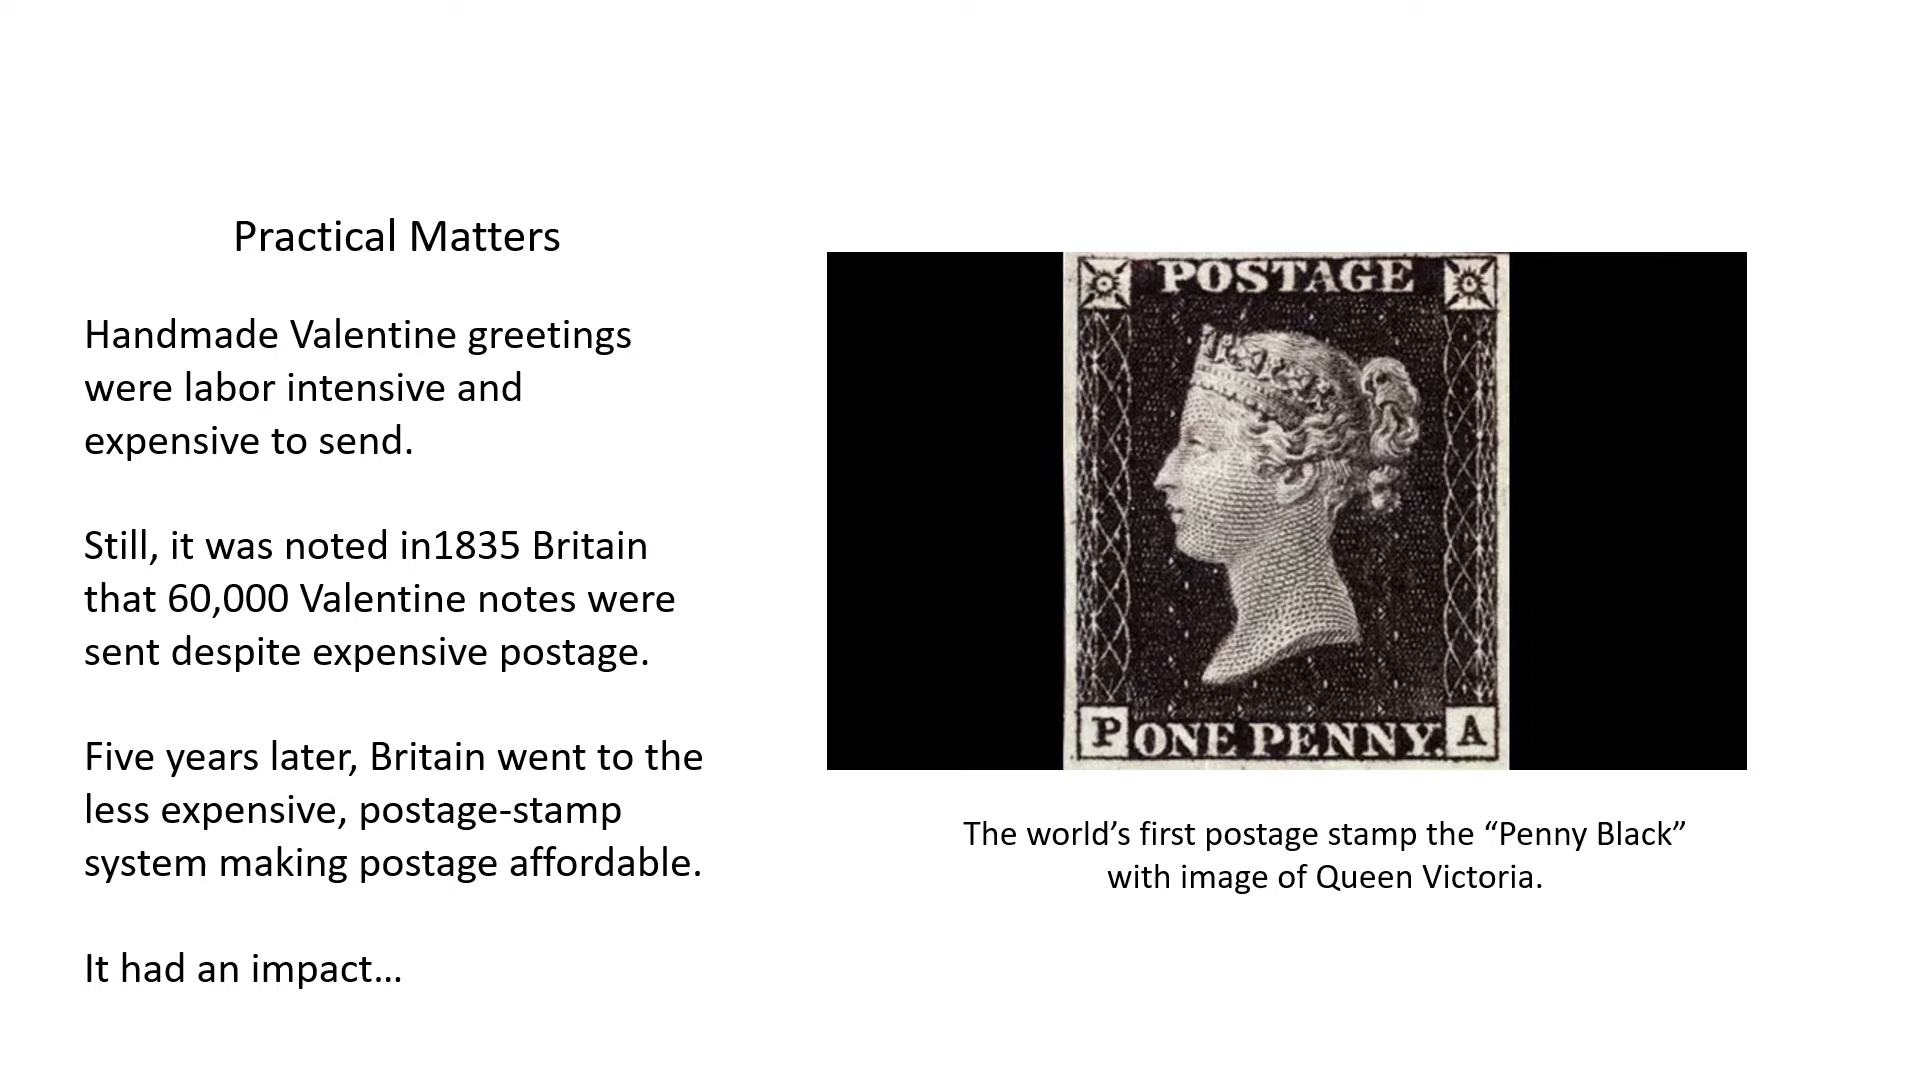 Practical Matters
Handmade Valentine greetings
were labor intensive and
expensive to send.
Still, it was noted in1835 Britain
that 60,000 Valentine notes were
sent despite expensive postage.
Five years later, Britain went to the
less expensive, postage-stamp
system making postage affordable.
It had an impact…
POSTAGE
P ONE PENNY. A
The world’s first postage stamp the “Penny Black”
with image of Queen Victoria.